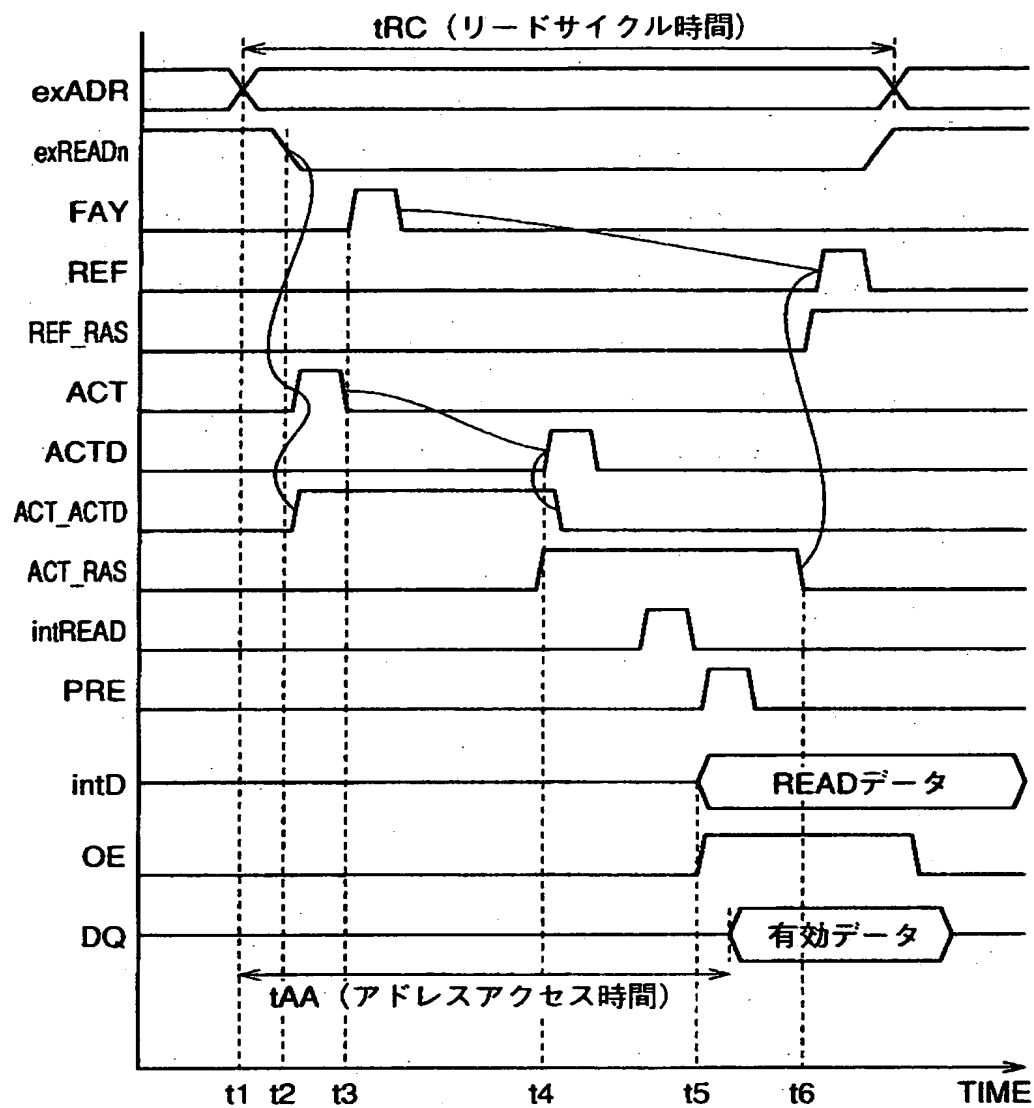 tRC（リードサイクル時間）
exADR
exREADn
FAY
REF
REF_RAS
ACT
ACTD
ACT_ACTD
ACT_RAS
intREAD
PRE
intD
READデータ
OE
DQ
有効データ
tAA（アドレスアクセス時間）
t1 t2 t3 t4 t5 t6 TIME